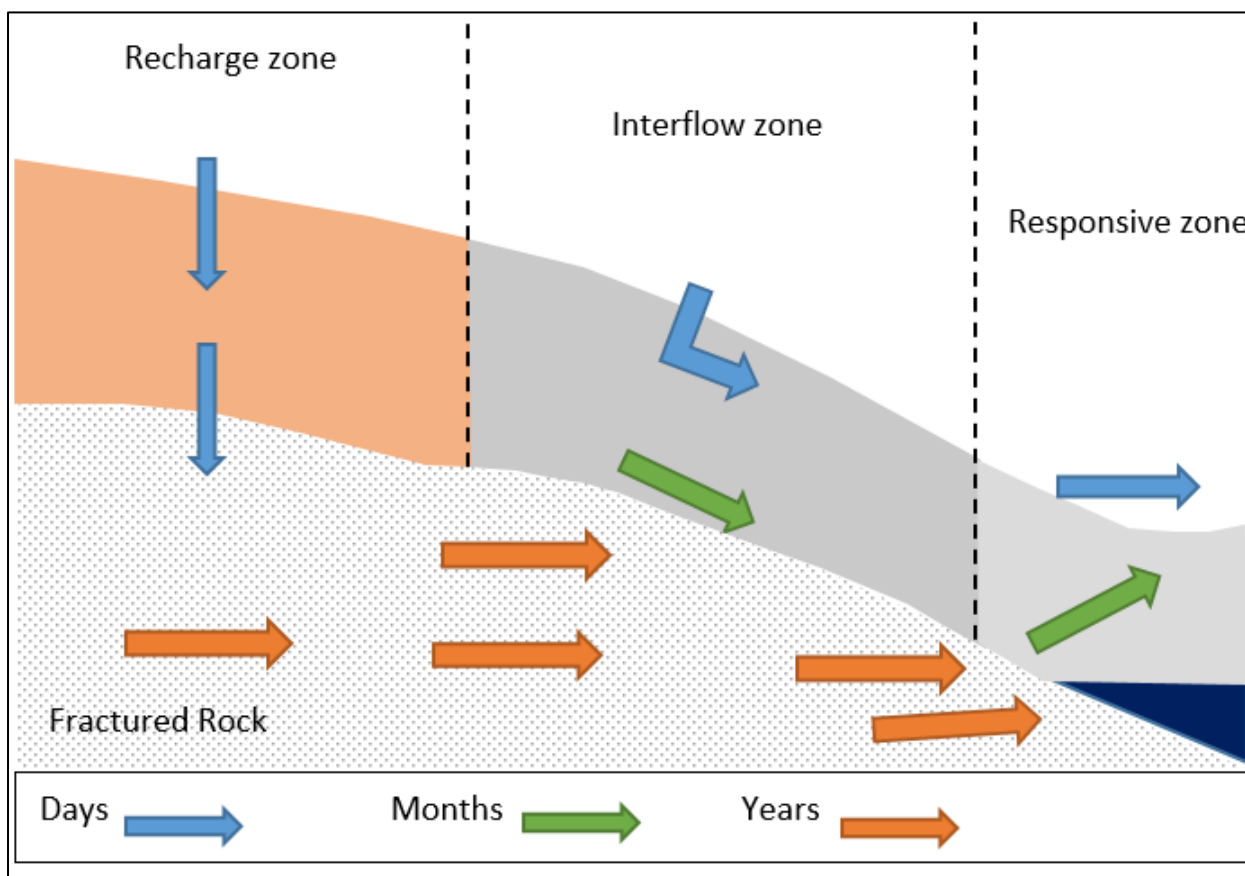 Recharge zone
Interflow zone
Responsive zone
Fractured Rock
Days
Months
Years